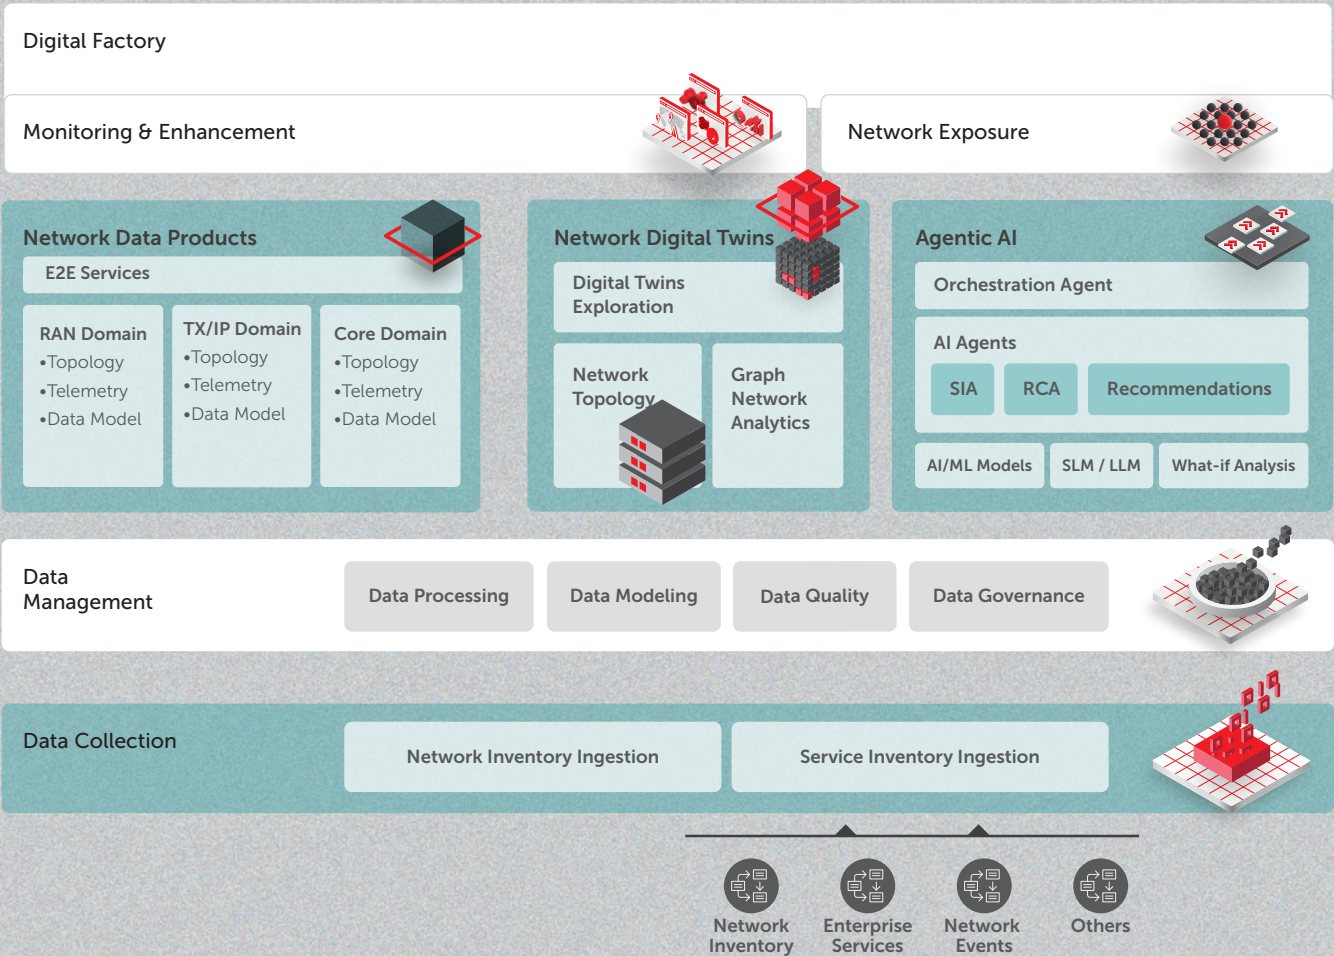 Digital Factory
Monitoring & Enhancement
Network Exposure
Network Data Products
E2E Services
RAN Domain
•Topology
•Telemetry
•Data Model
TX/IP Domain
•Topology
•Telemetry
•Data Model
Core Domain
•Topology
•Telemetry
•Data Model
Network Digital Twins
Digital Twins
Exploration
Network
Topology
Graph
Network
Analytics
Agentic AI
Orchestration Agent
AI Agents
SIA
RCA
Recommendations
AI/ML Models
SLM / LLM
What-if Analysis
Data
Management
Data Processing
Data Modeling
Data Quality
Data Governance
Data Collection
Network Inventory Ingestion
Service Inventory Ingestion
Network
Inventory
Enterprise
Services
Network
Events
Others